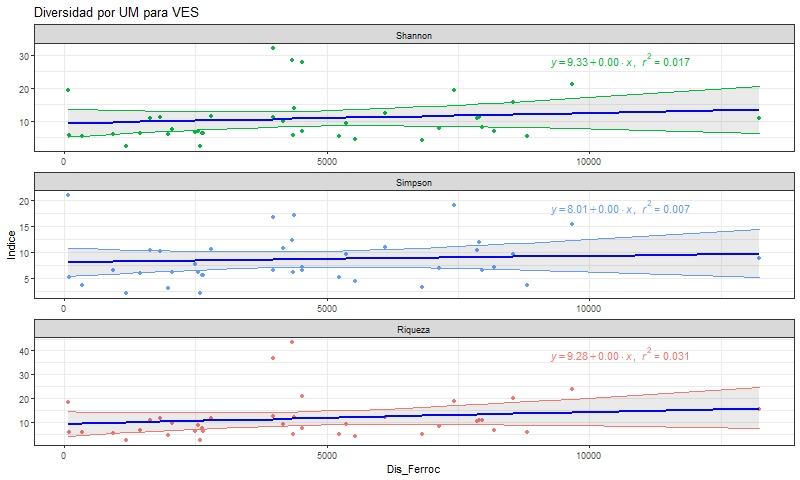 Diversidad por UM para VES
Shannon
y = 9.33 + 0.00 · x, r² = 0.017
30
20
10
0
5000
10000
Simpson
y = 8.01 + 0.00 · x, r² = 0.007
20
15
10
5
0
5000
10000
Indice
Riqueza
y = 9.28 + 0.00 · x, r² = 0.031
40
30
20
10
0
5000
10000
Dis_Ferroc